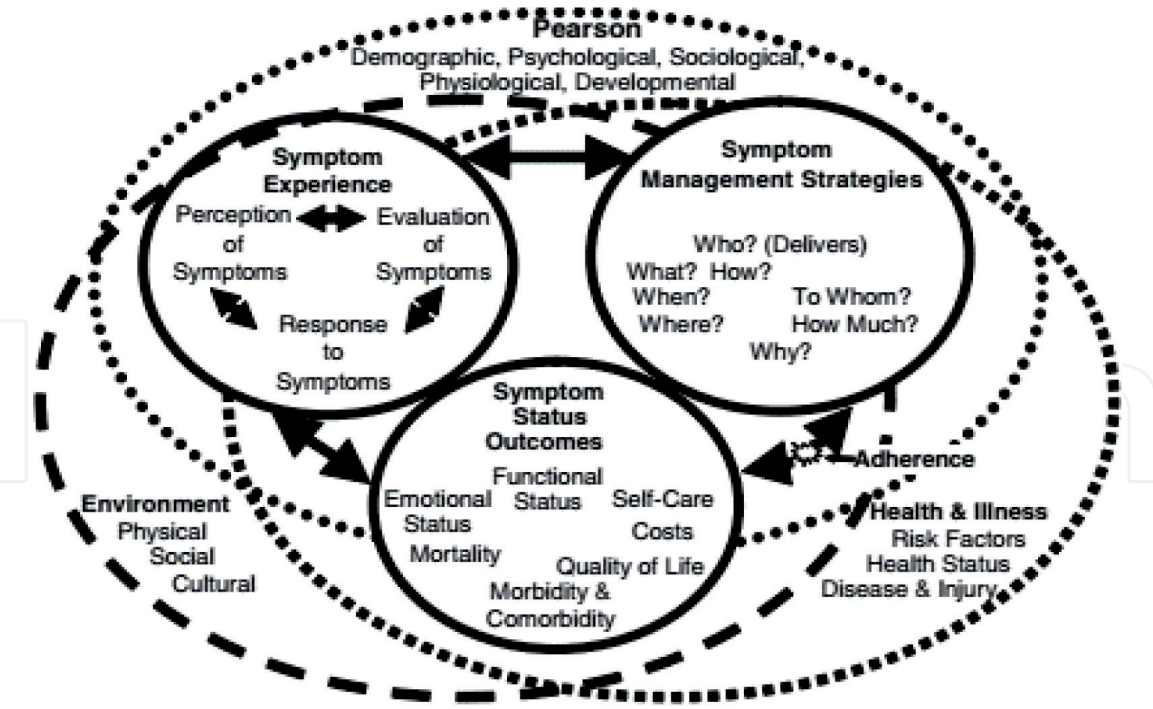 Pearson
Demographic, Psychological, Sociological,
Physiological, Developmental
Symptom
Experience
Perception
of
Symptoms
Evaluation
of
Symptoms
Response
to
Symptoms
Symptom
Management Strategies
Who? (Delivers)
What? How?
When?
To Whom?
Where?
How Much?
Why?
Symptom
Status
Outcomes
Functional
Status
Emotional
Status
Self-Care
Costs
Mortality
Quality of Life
Morbidity &
Comorbidity
Adherence
Environment
Physical
Social
Cultural
Health & Illness
Risk Factors
Health Status
Disease & Injury